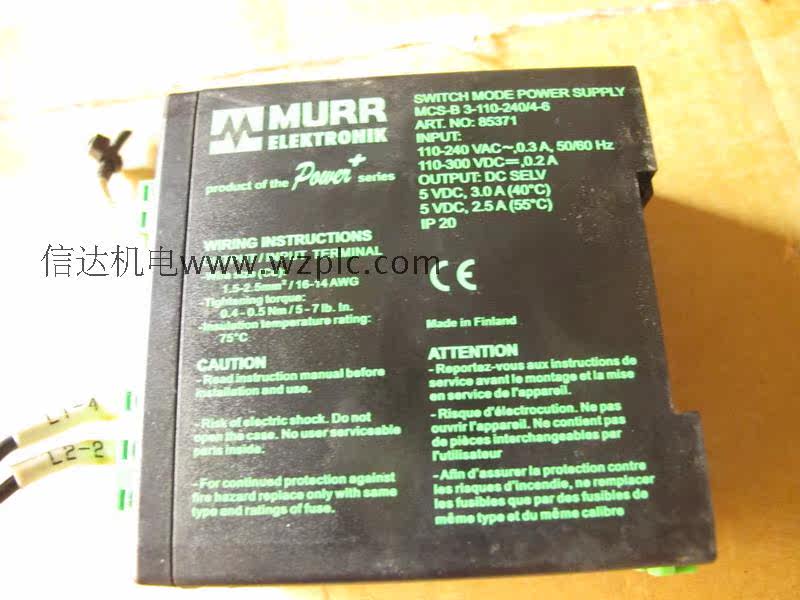 MURR
ELEKTRONIK
product of the Power+ series
SWITCH MODE POWER SUPPLY
MCS-B 3-110-240/4-6
ART. NO: 85371
INPUT:
110-240 VAC~,0.3 A, 50/60 Hz
110-300 VDC⎓,0.2 A
OUTPUT: DC SELV
5 VDC, 3.0 A (40°C)
5 VDC, 2.5 A (55°C)
IP 20
CE
Made in Finland
WIRING INSTRUCTIONS
INPUT TERMINAL
信达机电www.wzplc.com
1.5-2.5mm²/16-14 AWG
-Tightening torque:
0.4 - 0.5 Nm / 5 - 7 lb. In.
-Insulation temperature rating:
75°C
CAUTION
- Read instruction manual before
installation and use.
- Risk of electric shock. Do not
open the case. No user serviceable
parts inside.
- For continued protection against
fire hazard replace only with same
type and ratings of fuse.
ATTENTION
- Reportez-vous aux instructions de
service avant le montage et la mise
en service de l'appareil.
- Risque d'électrocution. Ne pas
ouvrir l'appareil. Ne contient pas
de pièces interchangeables par
l'utilisateur
- Afin d'assurer la protection contre
les risques d'incendie, ne remplacer
les fusibles que par des fusibles de
même type et du même calibre
L1-4
L2-2